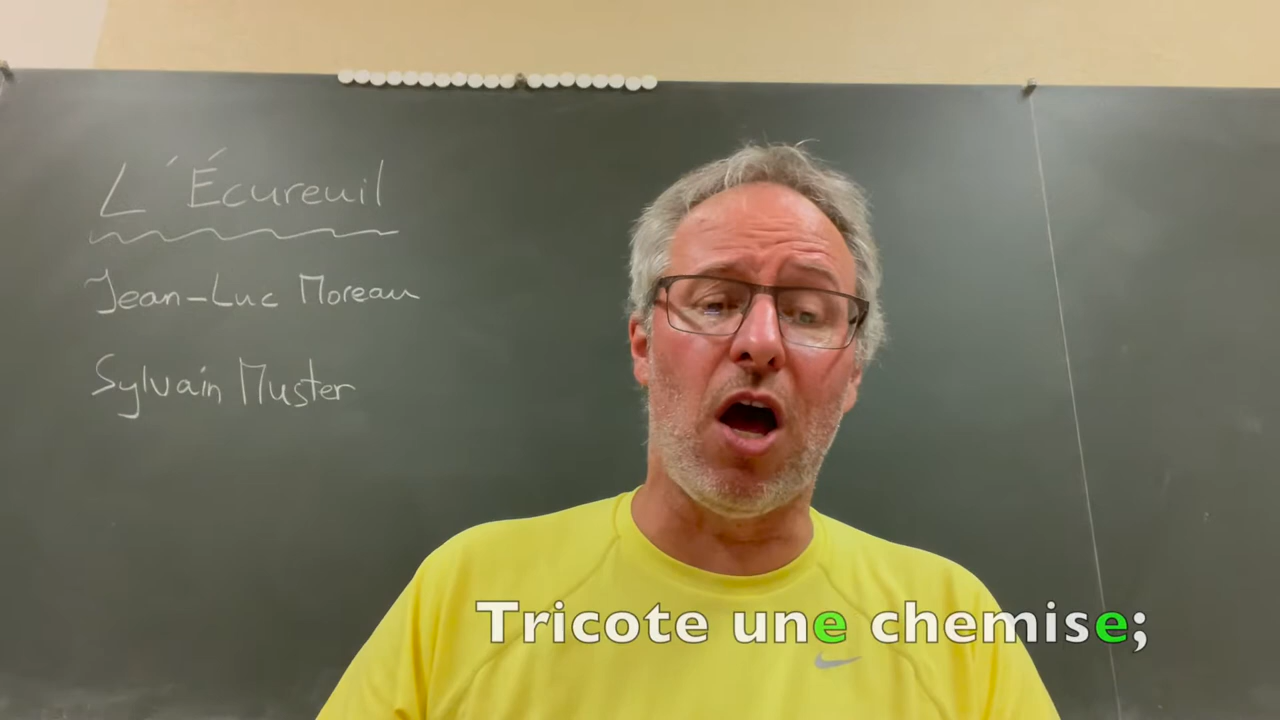 L'Écureuil
Jean-Luc Moreau
Sylvain Muster
Tricote une chemise;